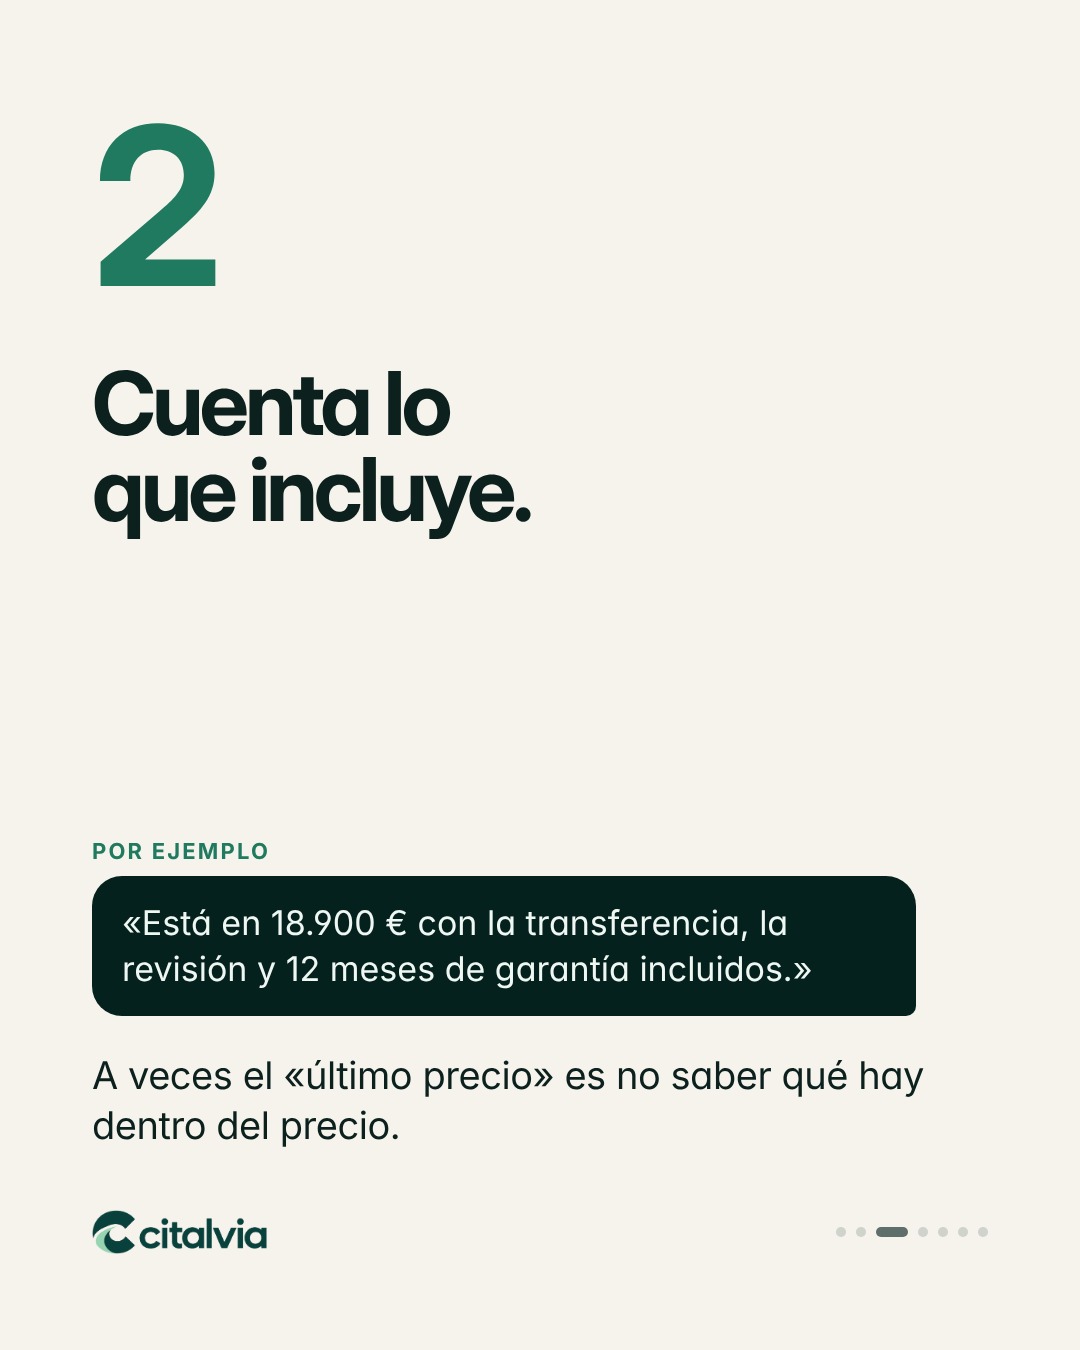 2
Cuenta lo
que incluye.
POR EJEMPLO
«Está en 18.900 € con la transferencia, la
revisión y 12 meses de garantía incluidos.»
A veces el «último precio» es no saber qué hay
dentro del precio.
citalvia